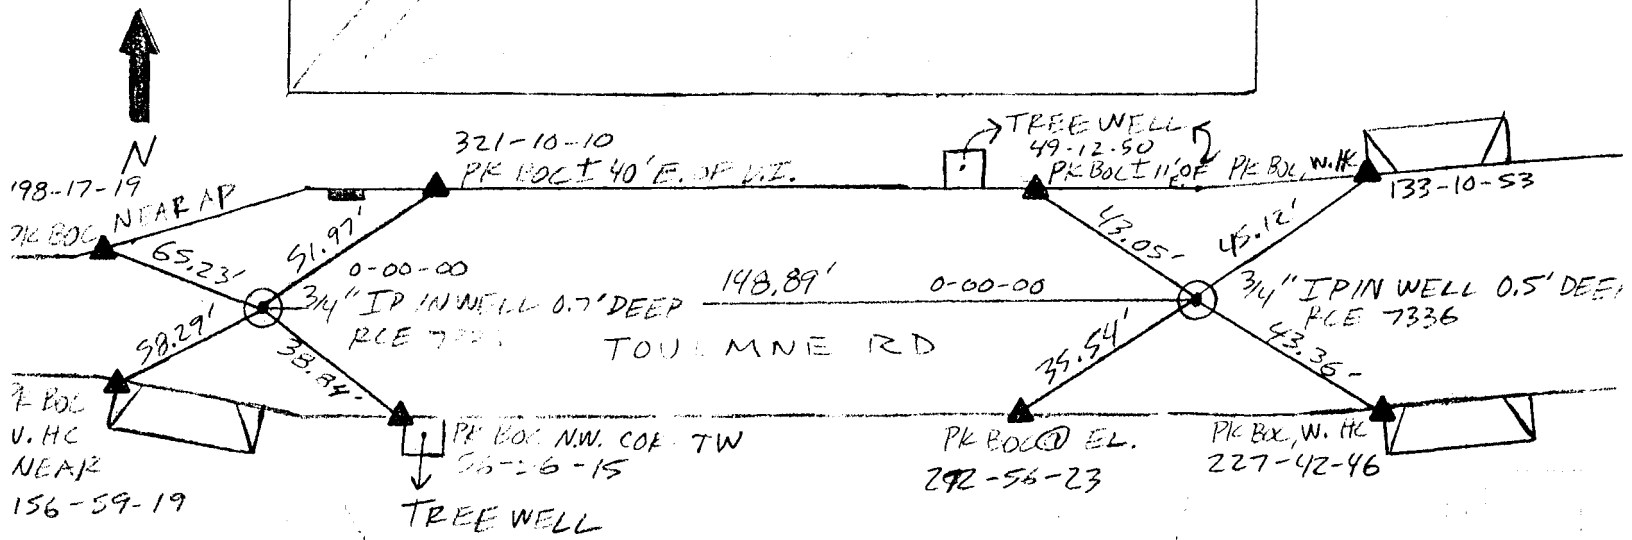 N
321-10-10
PK BOC ± 40' E. OF D.I.
TREE WELL
49-12-50
PK BOC ± 11' E. OF
PK BOC, W. HC
133-10-53
198-17-19
PK BOC NEAR AP
65.23'
51.97'
43.05'
45.12'
0-00-00
3/4" IP IN WELL 0.7' DEEP
RCE
148.89'
0-00-00
3/4" IP IN WELL 0.5' DEEP
RCE 7336
TOULMNE RD
58.29'
38.84'
35.54'
43.36'
PK BOC
W. HC
NEAR
156-59-19
PK BOC N.W. COR. TW
TREE WELL
PK BOC @ EL.
292-56-23
PK BOC, W. HC
227-42-46